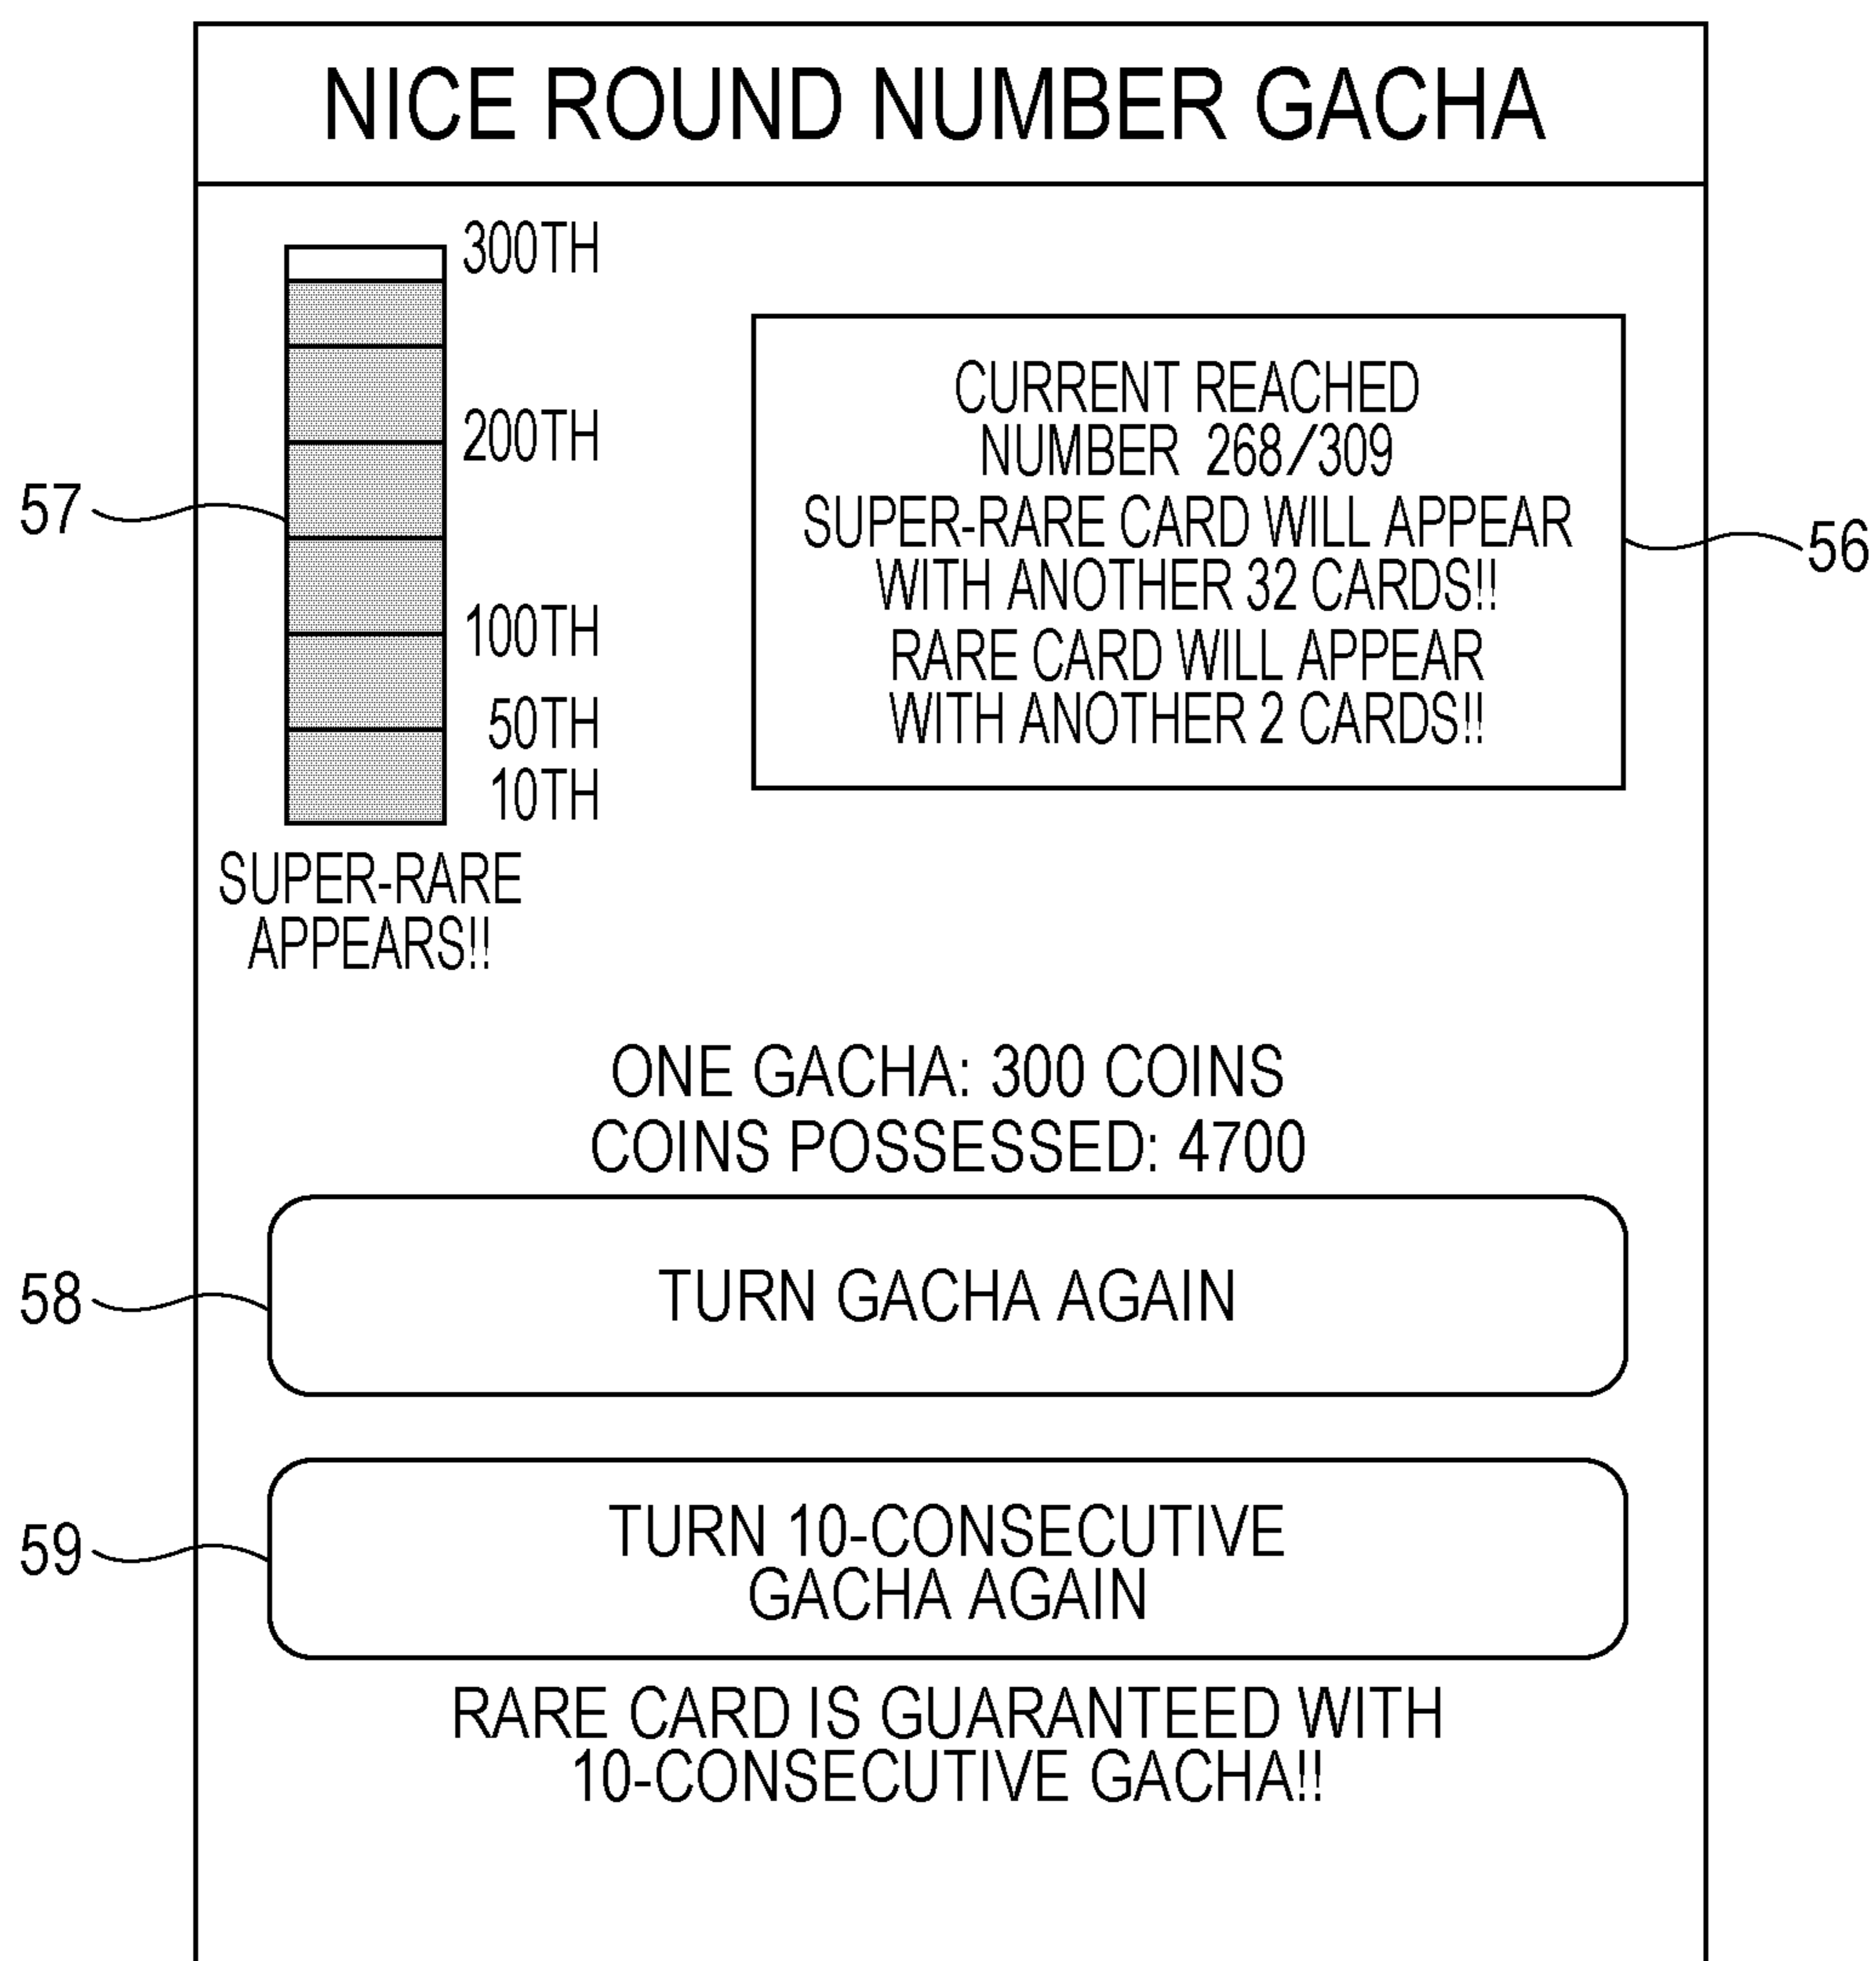 NICE ROUND NUMBER GACHA
300TH
200TH
100TH
50TH
10TH
SUPER-RARE
APPEARS!!
57
CURRENT REACHED
NUMBER 268/309
SUPER-RARE CARD WILL APPEAR
WITH ANOTHER 32 CARDS!!
RARE CARD WILL APPEAR
WITH ANOTHER 2 CARDS!!
56
ONE GACHA: 300 COINS
COINS POSSESSED: 4700
58
TURN GACHA AGAIN
59
TURN 10-CONSECUTIVE
GACHA AGAIN
RARE CARD IS GUARANTEED WITH
10-CONSECUTIVE GACHA!!